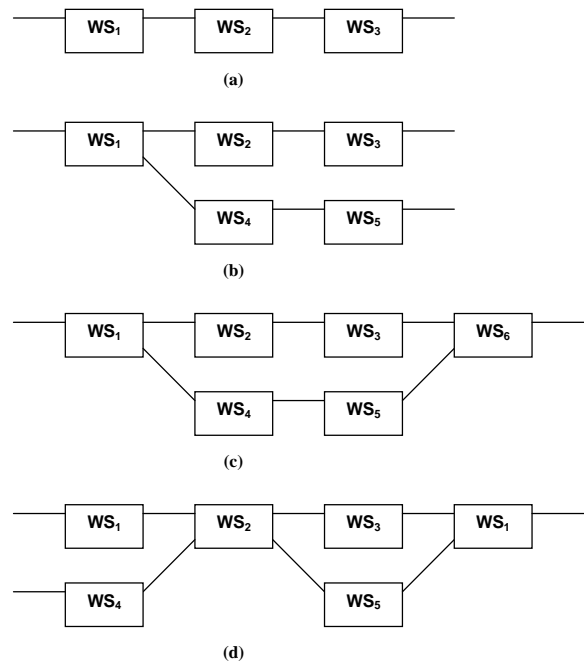 WS₁ WS₂ WS₃
(a)
WS₁ WS₂ WS₃
WS₄ WS₅
(b)
WS₁ WS₂ WS₃ WS₆
WS₄ WS₅
(c)
WS₁ WS₂ WS₃ WS₁
WS₄ WS₅
(d)